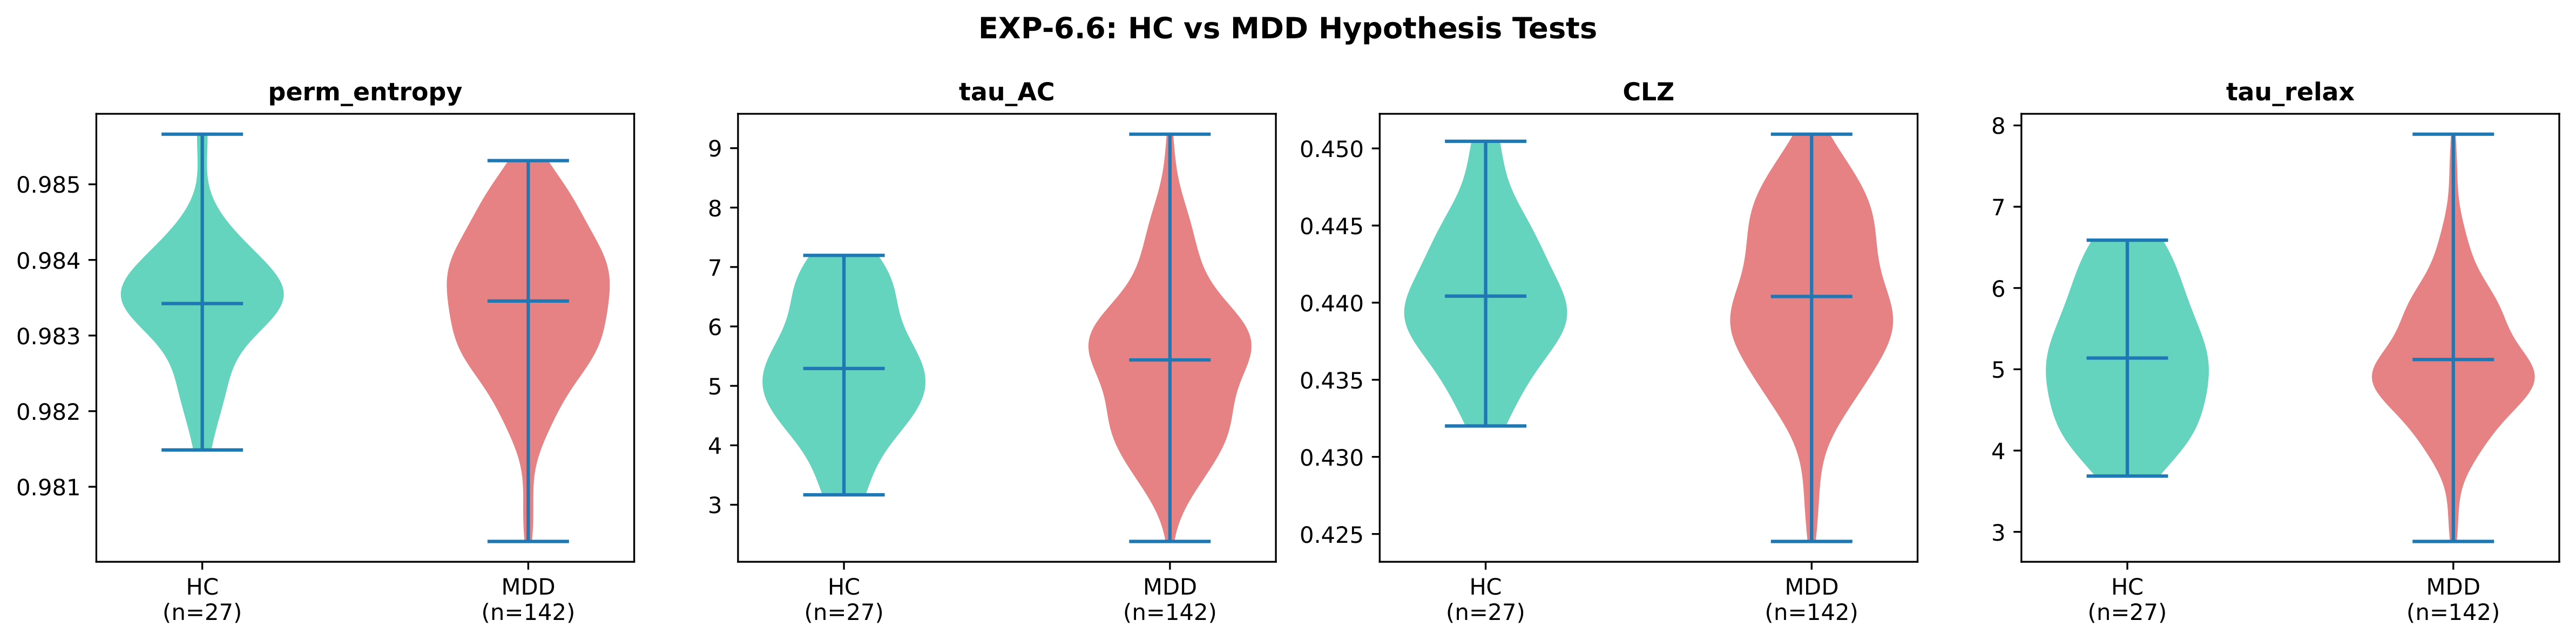 EXP-6.6: HC vs MDD Hypothesis Tests
perm_entropy
0.985
0.984
0.983
0.982
0.981
HC
(n=27)
MDD
(n=142)
tau_AC
9
8
7
6
5
4
3
HC
(n=27)
MDD
(n=142)
CLZ
0.450
0.445
0.440
0.435
0.430
0.425
HC
(n=27)
MDD
(n=142)
tau_relax
8
7
6
5
4
3
HC
(n=27)
MDD
(n=142)